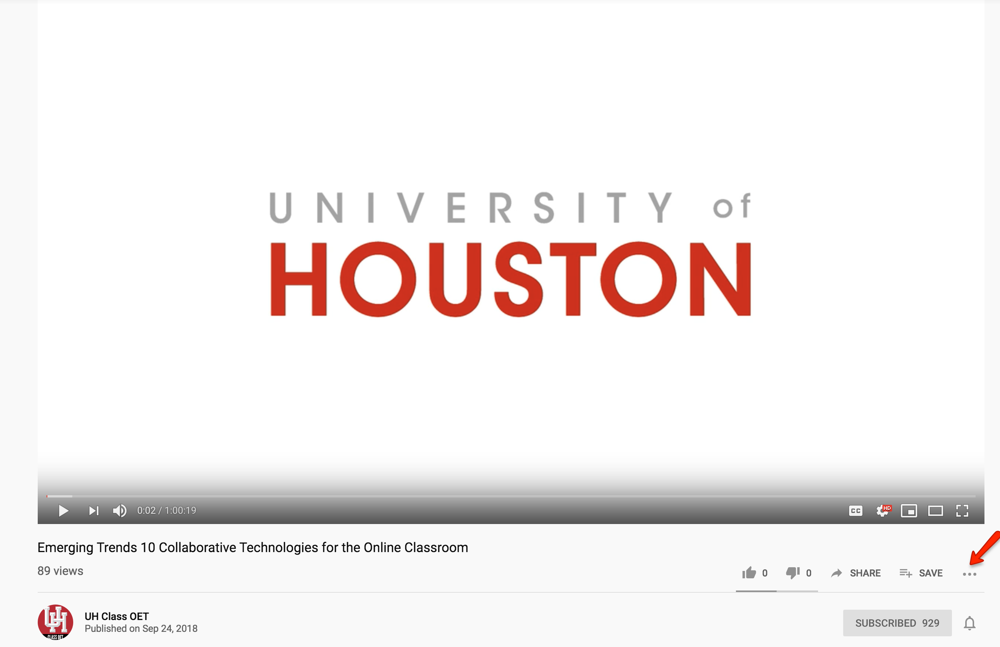 UNIVERSITY of
HOUSTON
0:02 / 1:00:19
CC
HD
Emerging Trends 10 Collaborative Technologies for the Online Classroom
89 views
0
0
SHARE
SAVE
UH
CLASS OET
UH Class OET
Published on Sep 24, 2018
SUBSCRIBED 929